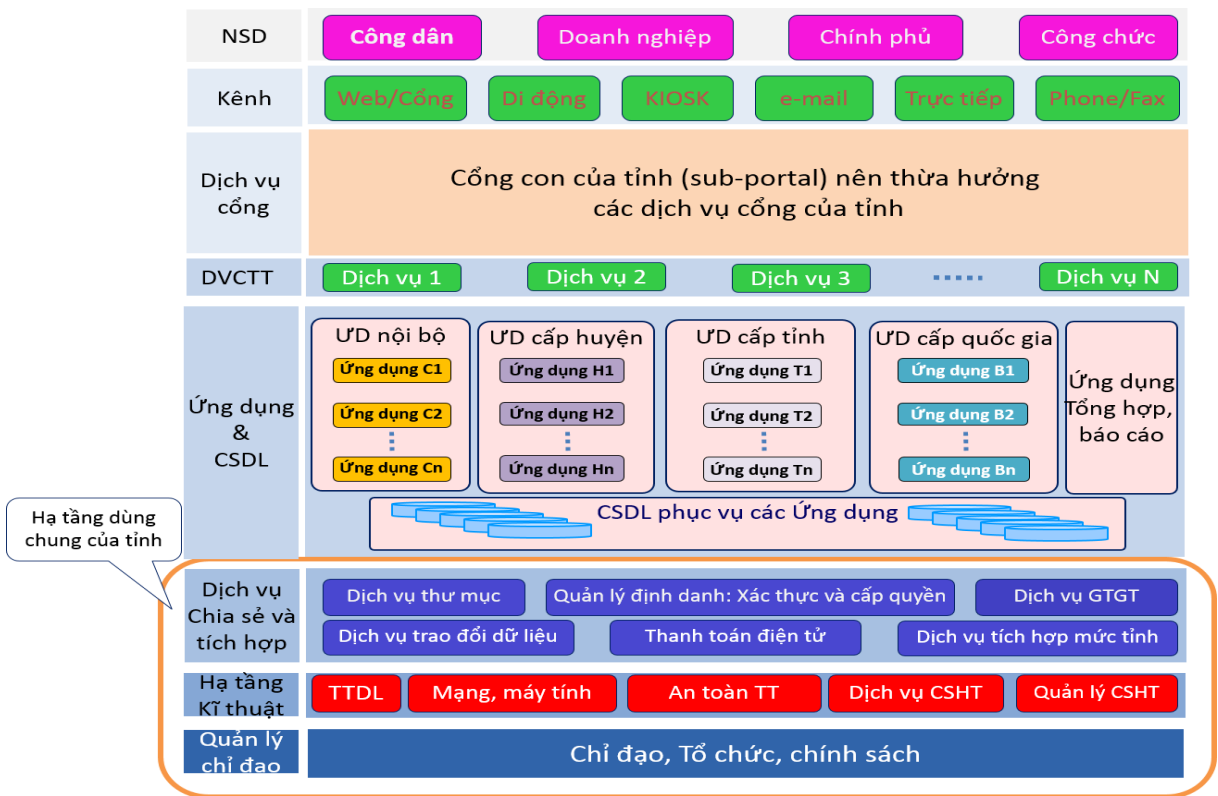 NSD
Công dân
Doanh nghiệp
Chính phủ
Công chức
Kênh
Web/Cổng
Di động
KIOSK
e-mail
Trực tiếp
Phone/Fax
Dịch vụ
cổng
Cổng con của tỉnh (sub-portal) nên thừa hưởng
các dịch vụ cổng của tỉnh
DVCTT
Dịch vụ 1
Dịch vụ 2
Dịch vụ 3
Dịch vụ N
Ứng dụng
&
CSDL
ƯD nội bộ
Ứng dụng C1
Ứng dụng C2
Ứng dụng Cn
ƯD cấp huyện
Ứng dụng H1
Ứng dụng H2
Ứng dụng Hn
ƯD cấp tỉnh
Ứng dụng T1
Ứng dụng T2
Ứng dụng Tn
ƯD cấp quốc gia
Ứng dụng B1
Ứng dụng B2
Ứng dụng Bn
Ứng dụng
Tổng hợp,
báo cáo
CSDL phục vụ các Ứng dụng
Hạ tầng dùng
chung của tỉnh
Dịch vụ
Chia sẻ và
tích hợp
Dịch vụ thư mục
Quản lý định danh: Xác thực và cấp quyền
Dịch vụ GTGT
Dịch vụ trao đổi dữ liệu
Thanh toán điện tử
Dịch vụ tích hợp mức tỉnh
Hạ tầng
Kĩ thuật
TTDL
Mạng, máy tính
An toàn TT
Dịch vụ CSHT
Quản lý CSHT
Quản lý
chỉ đạo
Chỉ đạo, Tổ chức, chính sách